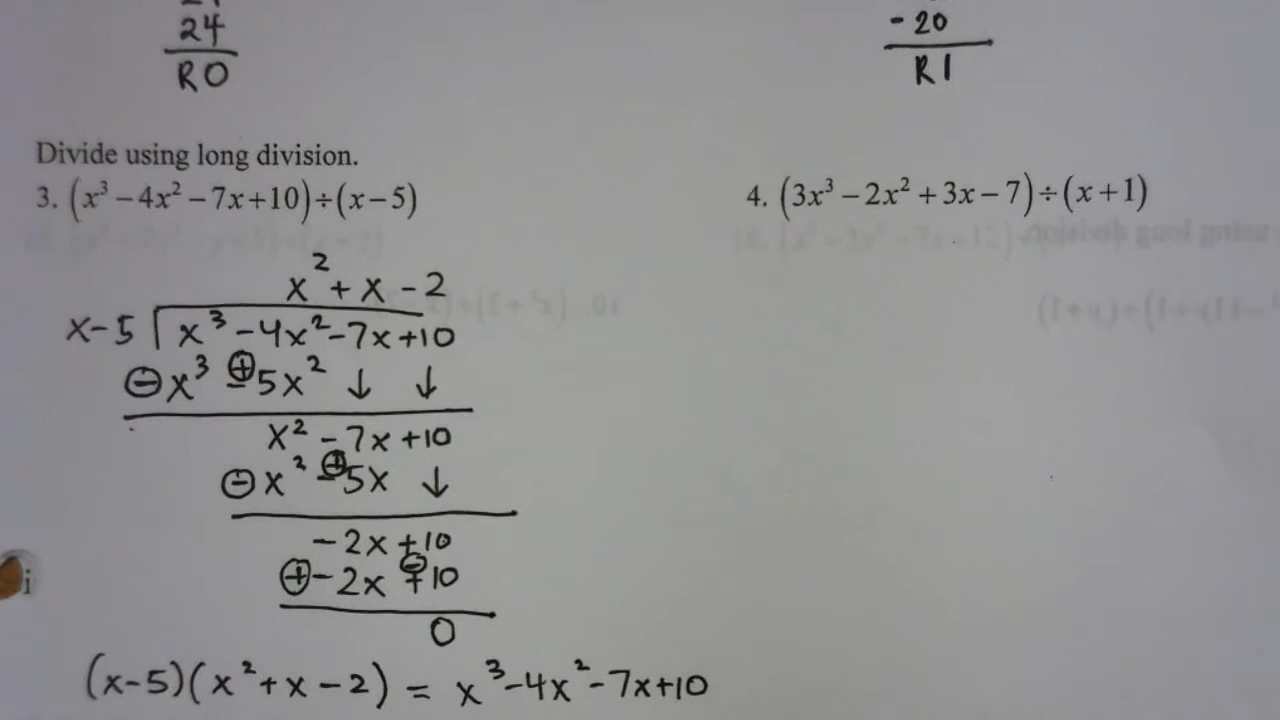 24
R0
- 20
R1
Divide using long division.
3. (x³ – 4x² – 7x + 10) ÷ (x – 5)
4. (3x³ – 2x² + 3x – 7) ÷ (x + 1)
x² + x - 2
x-5 x³ - 4x² - 7x + 10
⊖ x³ ⊕ - 5x² ↓ ↓
x² - 7x + 10
⊖ x² ⊕ - 5x ↓
- 2x + 10
⊕ - 2x ⊖ + 10
0
(x-5)(x² + x - 2) = x³ - 4x² - 7x + 10